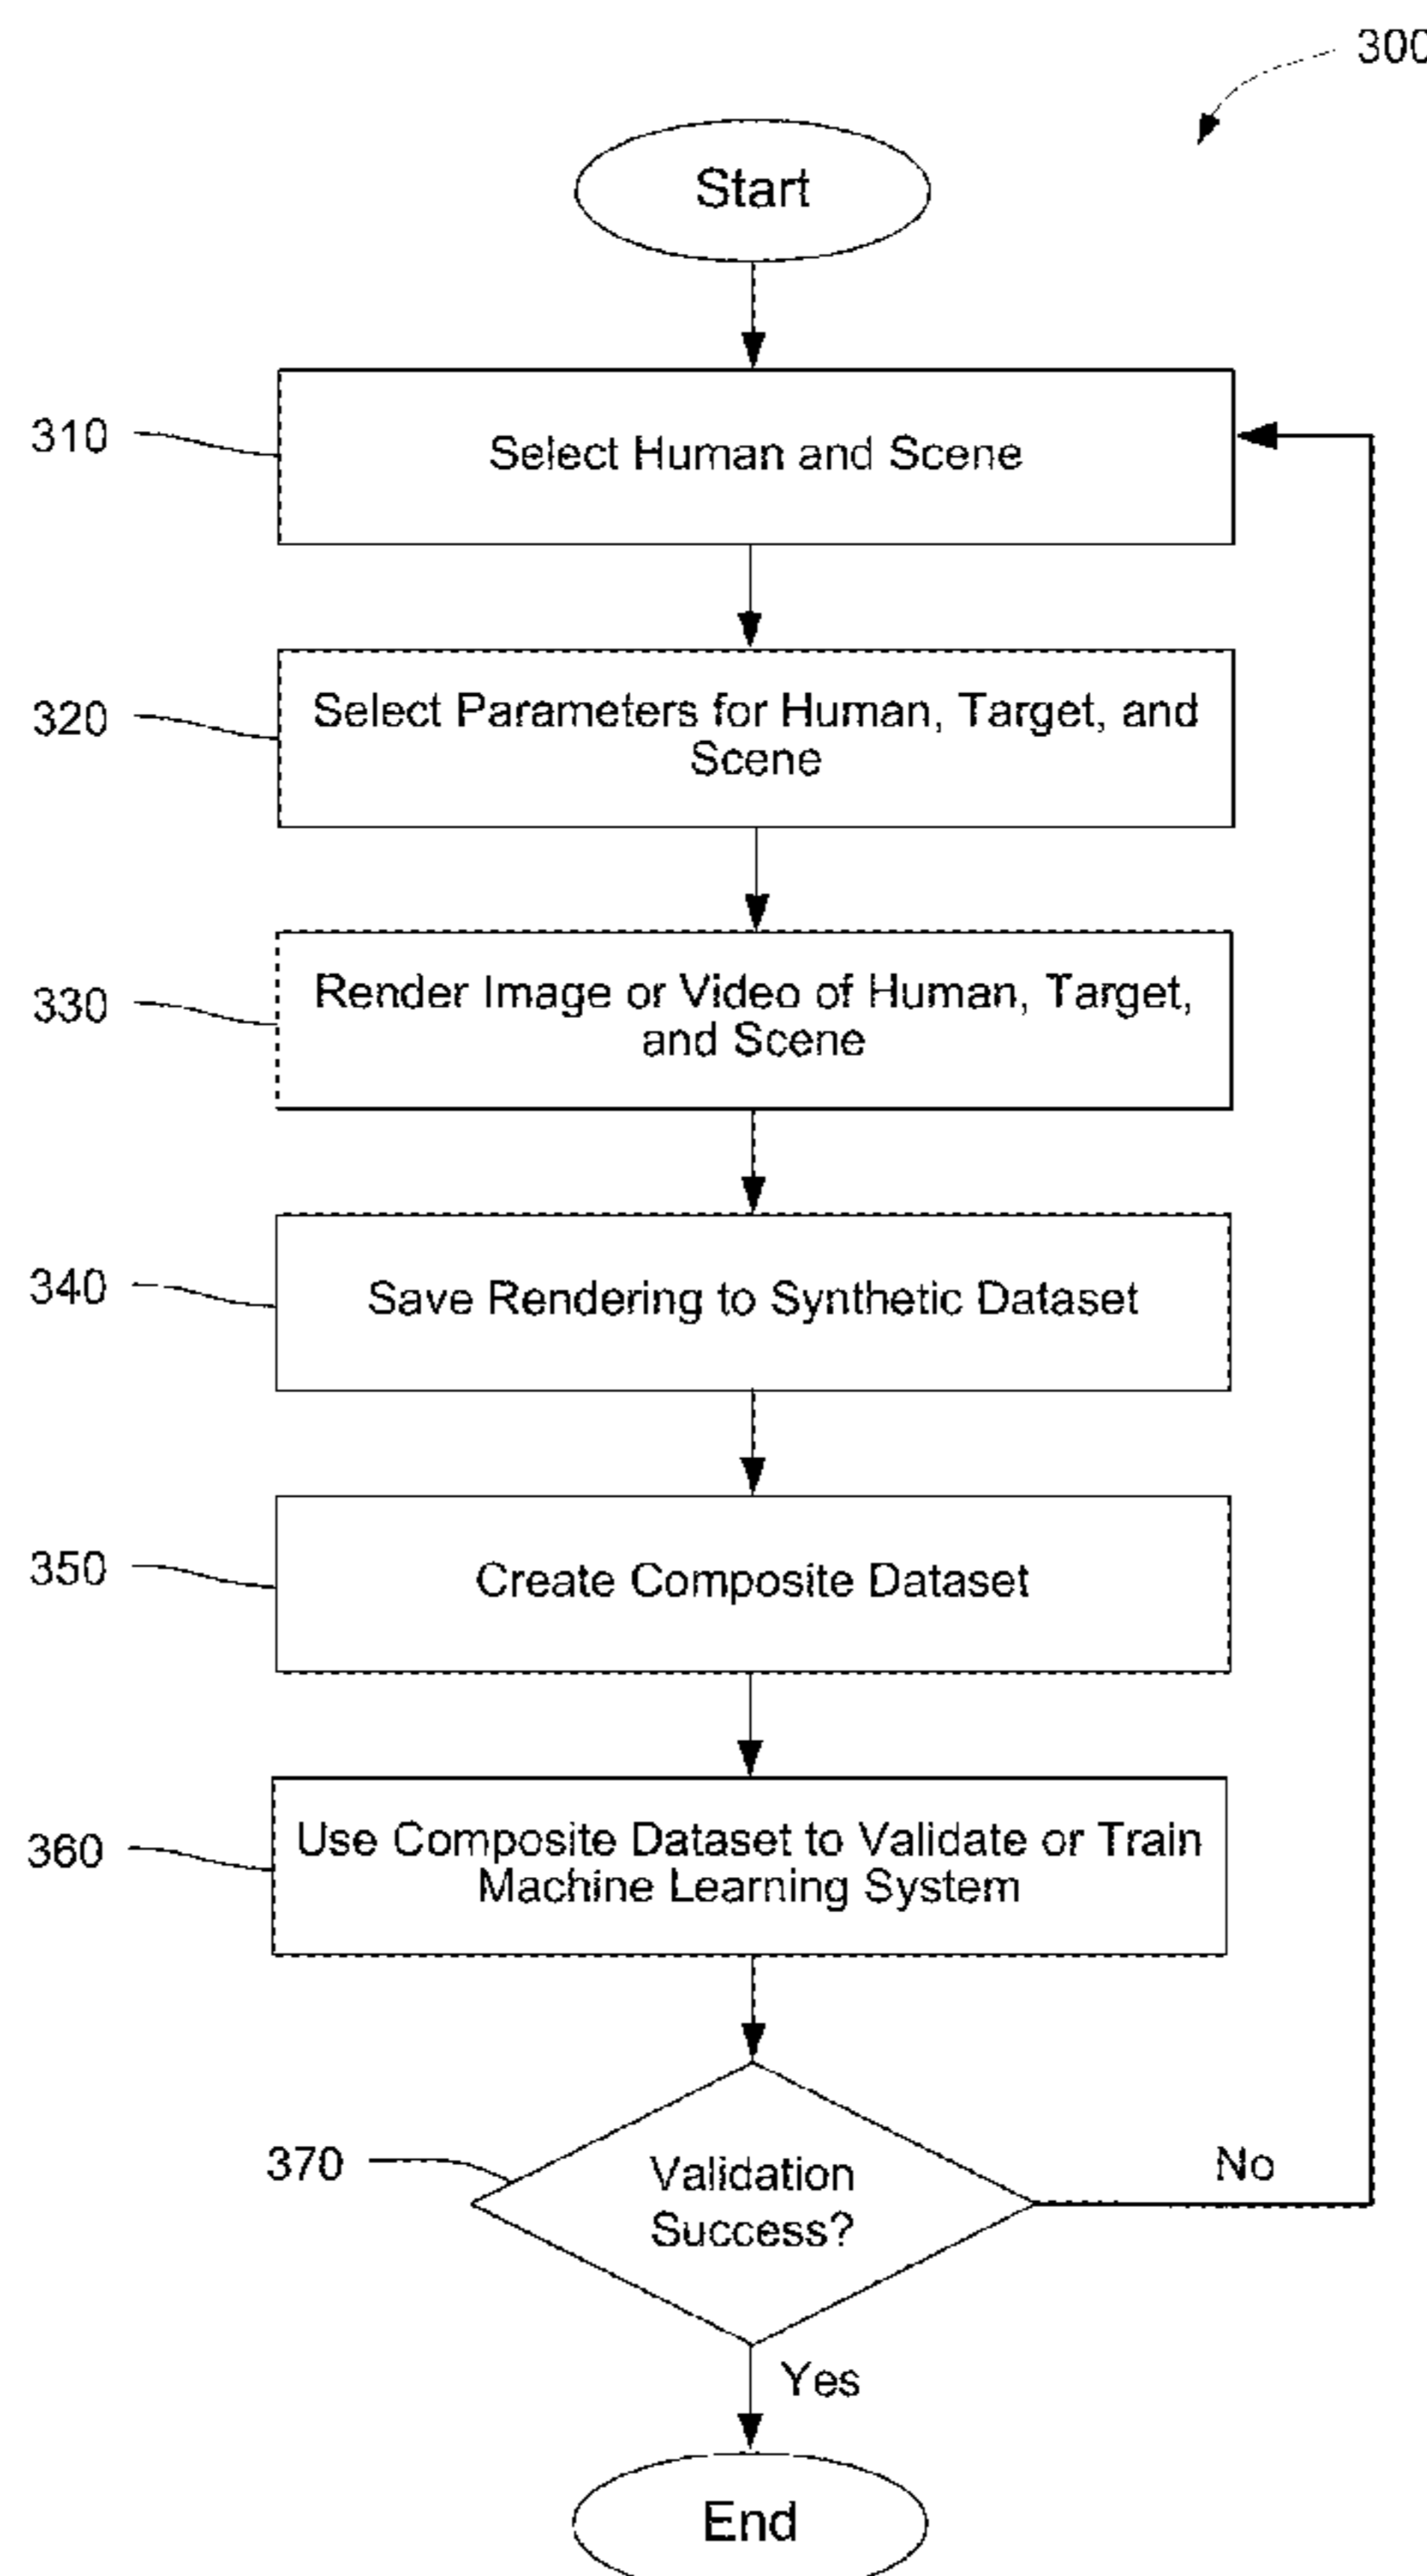 300
Start
310
Select Human and Scene
320
Select Parameters for Human, Target, and
Scene
330
Render Image or Video of Human, Target,
and Scene
340
Save Rendering to Synthetic Dataset
350
Create Composite Dataset
360
Use Composite Dataset to Validate or Train
Machine Learning System
370
Validation
Success?
No
Yes
End